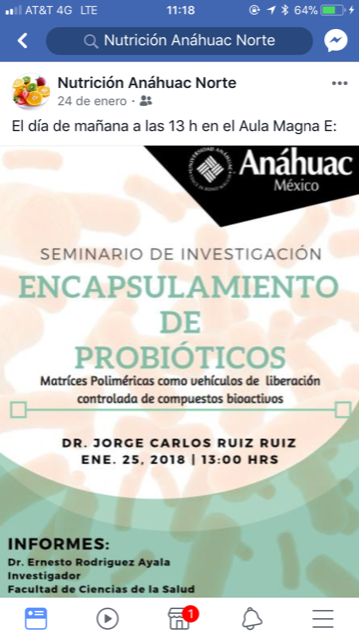 AT&T 4G LTE 11:18 64%
Nutrición Anáhuac Norte
Nutrición Anáhuac Norte
24 de enero ·
El día de mañana a las 13 h en el Aula Magna E:
Anáhuac
México
SEMINARIO DE INVESTIGACIÓN
ENCAPSULAMIENTO
DE
PROBIÓTICOS
Matríces Poliméricas como vehículos de liberación
controlada de compuestos bioactivos
DR. JORGE CARLOS RUIZ RUIZ
ENE. 25, 2018 | 13:00 HRS
INFORMES:
Dr. Ernesto Rodriguez Ayala
Investigador
Facultad de Ciencias de la Salud
1